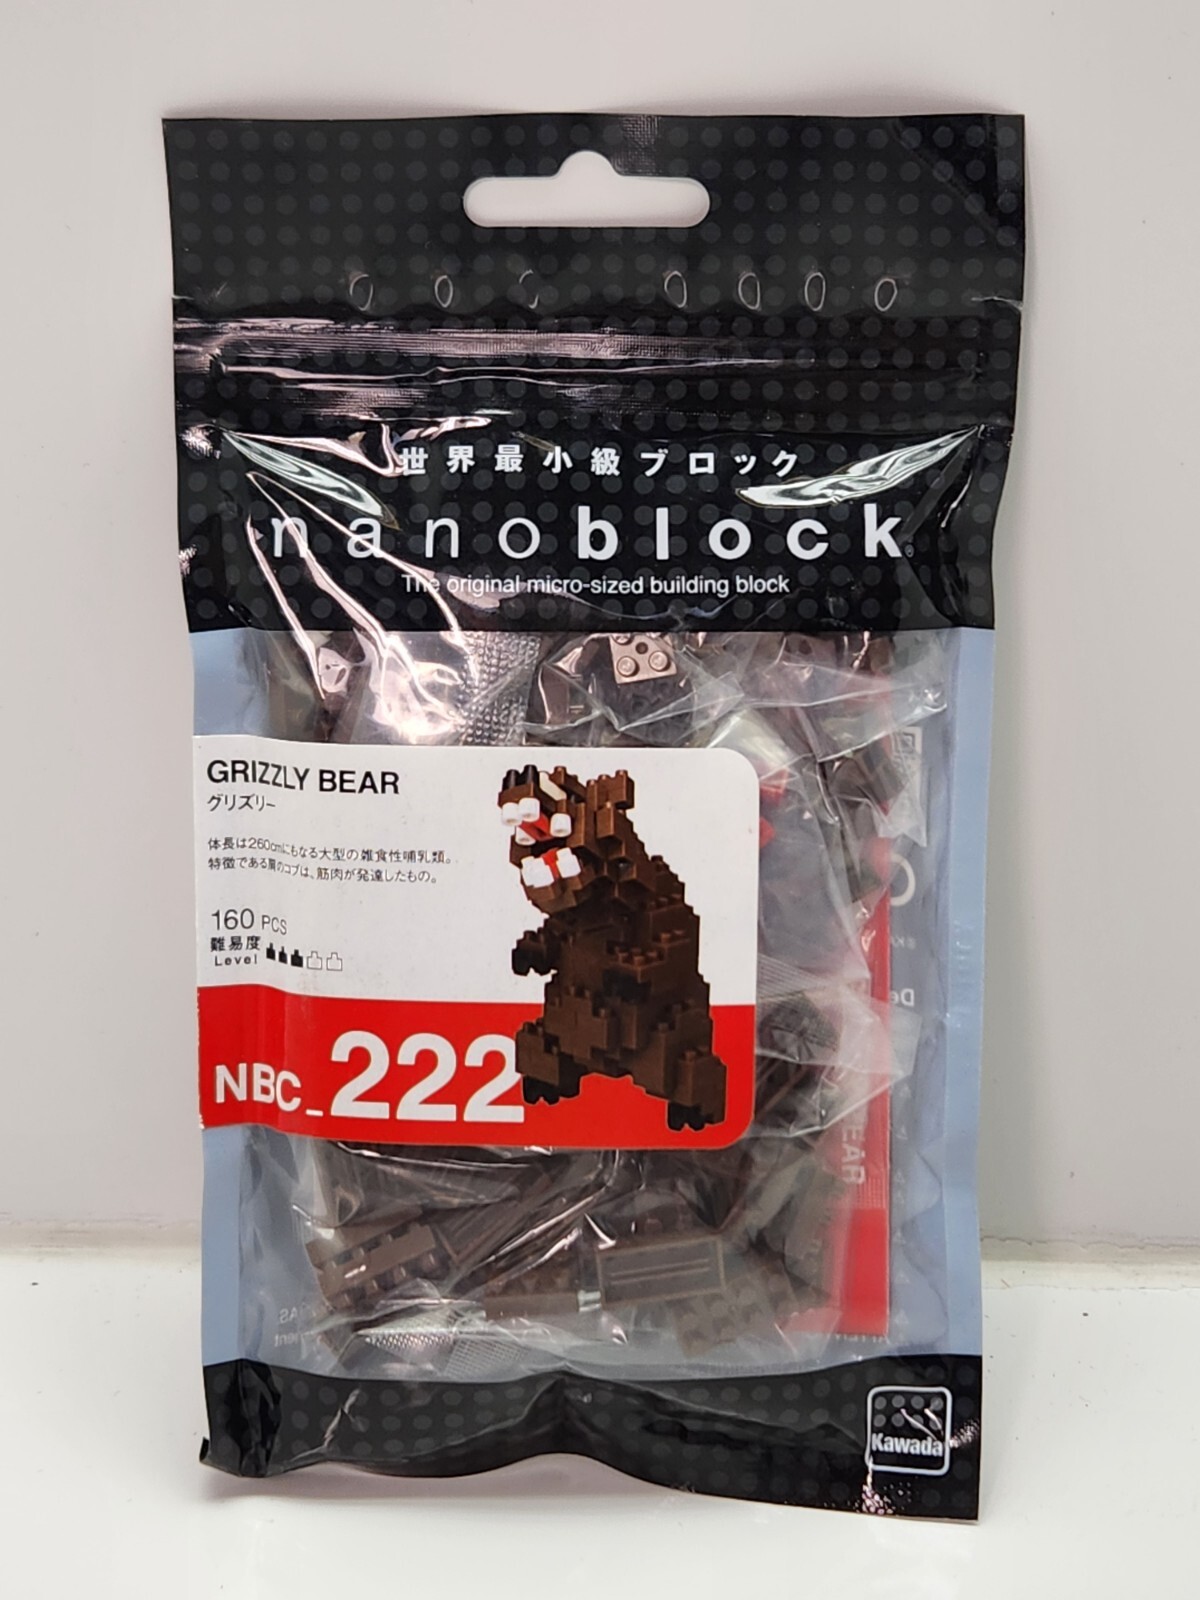 世界最小級ブロック
nanoblock®
The original micro-sized building block
GRIZZLY BEAR
グリズリー
体長は260cmにもなる大型の雑食性哺乳類。
特徴である肩のコブは、筋肉が発達したもの。
160 PCS
難易度
Level
NBC_222
EAR
Kawada